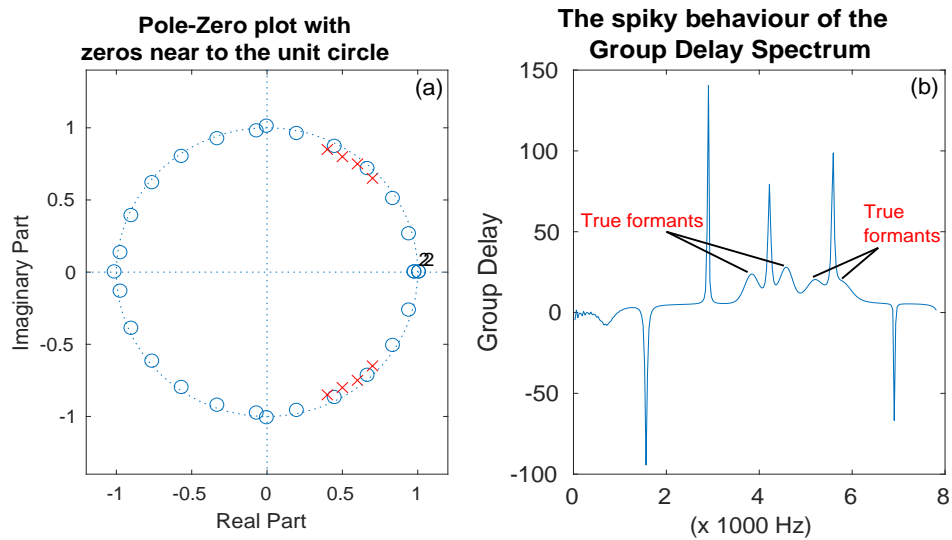 Pole-Zero plot with
zeros near to the unit circle
(a)
1
0.5
0
-0.5
-1
Imaginary Part
22
-1
-0.5
0
0.5
1
Real Part
The spiky behaviour of the
Group Delay Spectrum
(b)
150
100
50
0
-50
-100
Group Delay
True formants
True
formants
0
2
4
6
8
(x 1000 Hz)